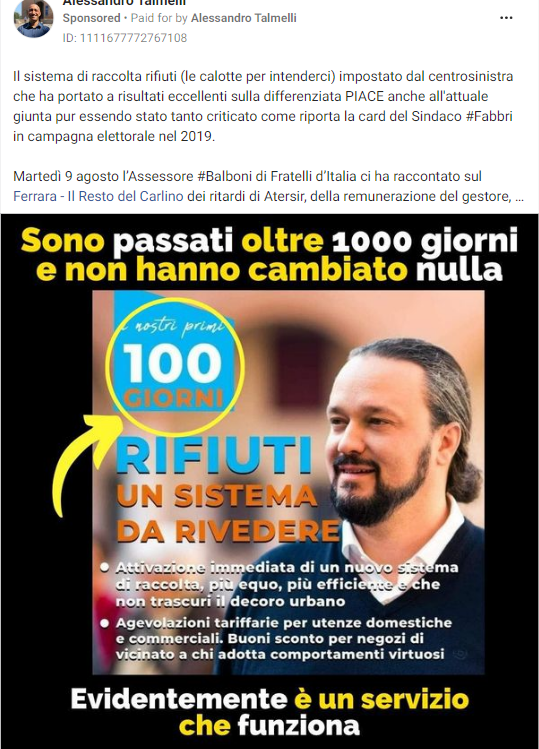 Alessandro Talmelli
Sponsored • Paid for by Alessandro Talmelli
ID: 1111677772767108
Il sistema di raccolta rifiuti (le calotte per intenderci) impostato dal centrosinistra
che ha portato a risultati eccellenti sulla differenziata PIACE anche all'attuale
giunta pur essendo stato tanto criticato come riporta la card del Sindaco #Fabbri
in campagna elettorale nel 2019.
Martedì 9 agosto l'Assessore #Balboni di Fratelli d'Italia ci ha raccontato sul
Ferrara - Il Resto del Carlino dei ritardi di Atersir, della remunerazione del gestore, ...
Sono passati oltre 1000 giorni
e non hanno cambiato nulla
i nostri primi
100
GIORNI
RIFIUTI
UN SISTEMA
DA RIVEDERE
• Attivazione immediata di un nuovo sistema
di raccolta, più equo, più efficiente e che
non trascuri il decoro urbano
• Agevolazioni tariffarie per utenze domestiche
e commerciali. Buoni sconto per negozi di
vicinato a chi adotta comportamenti virtuosi
Evidentemente è un servizio
che funziona